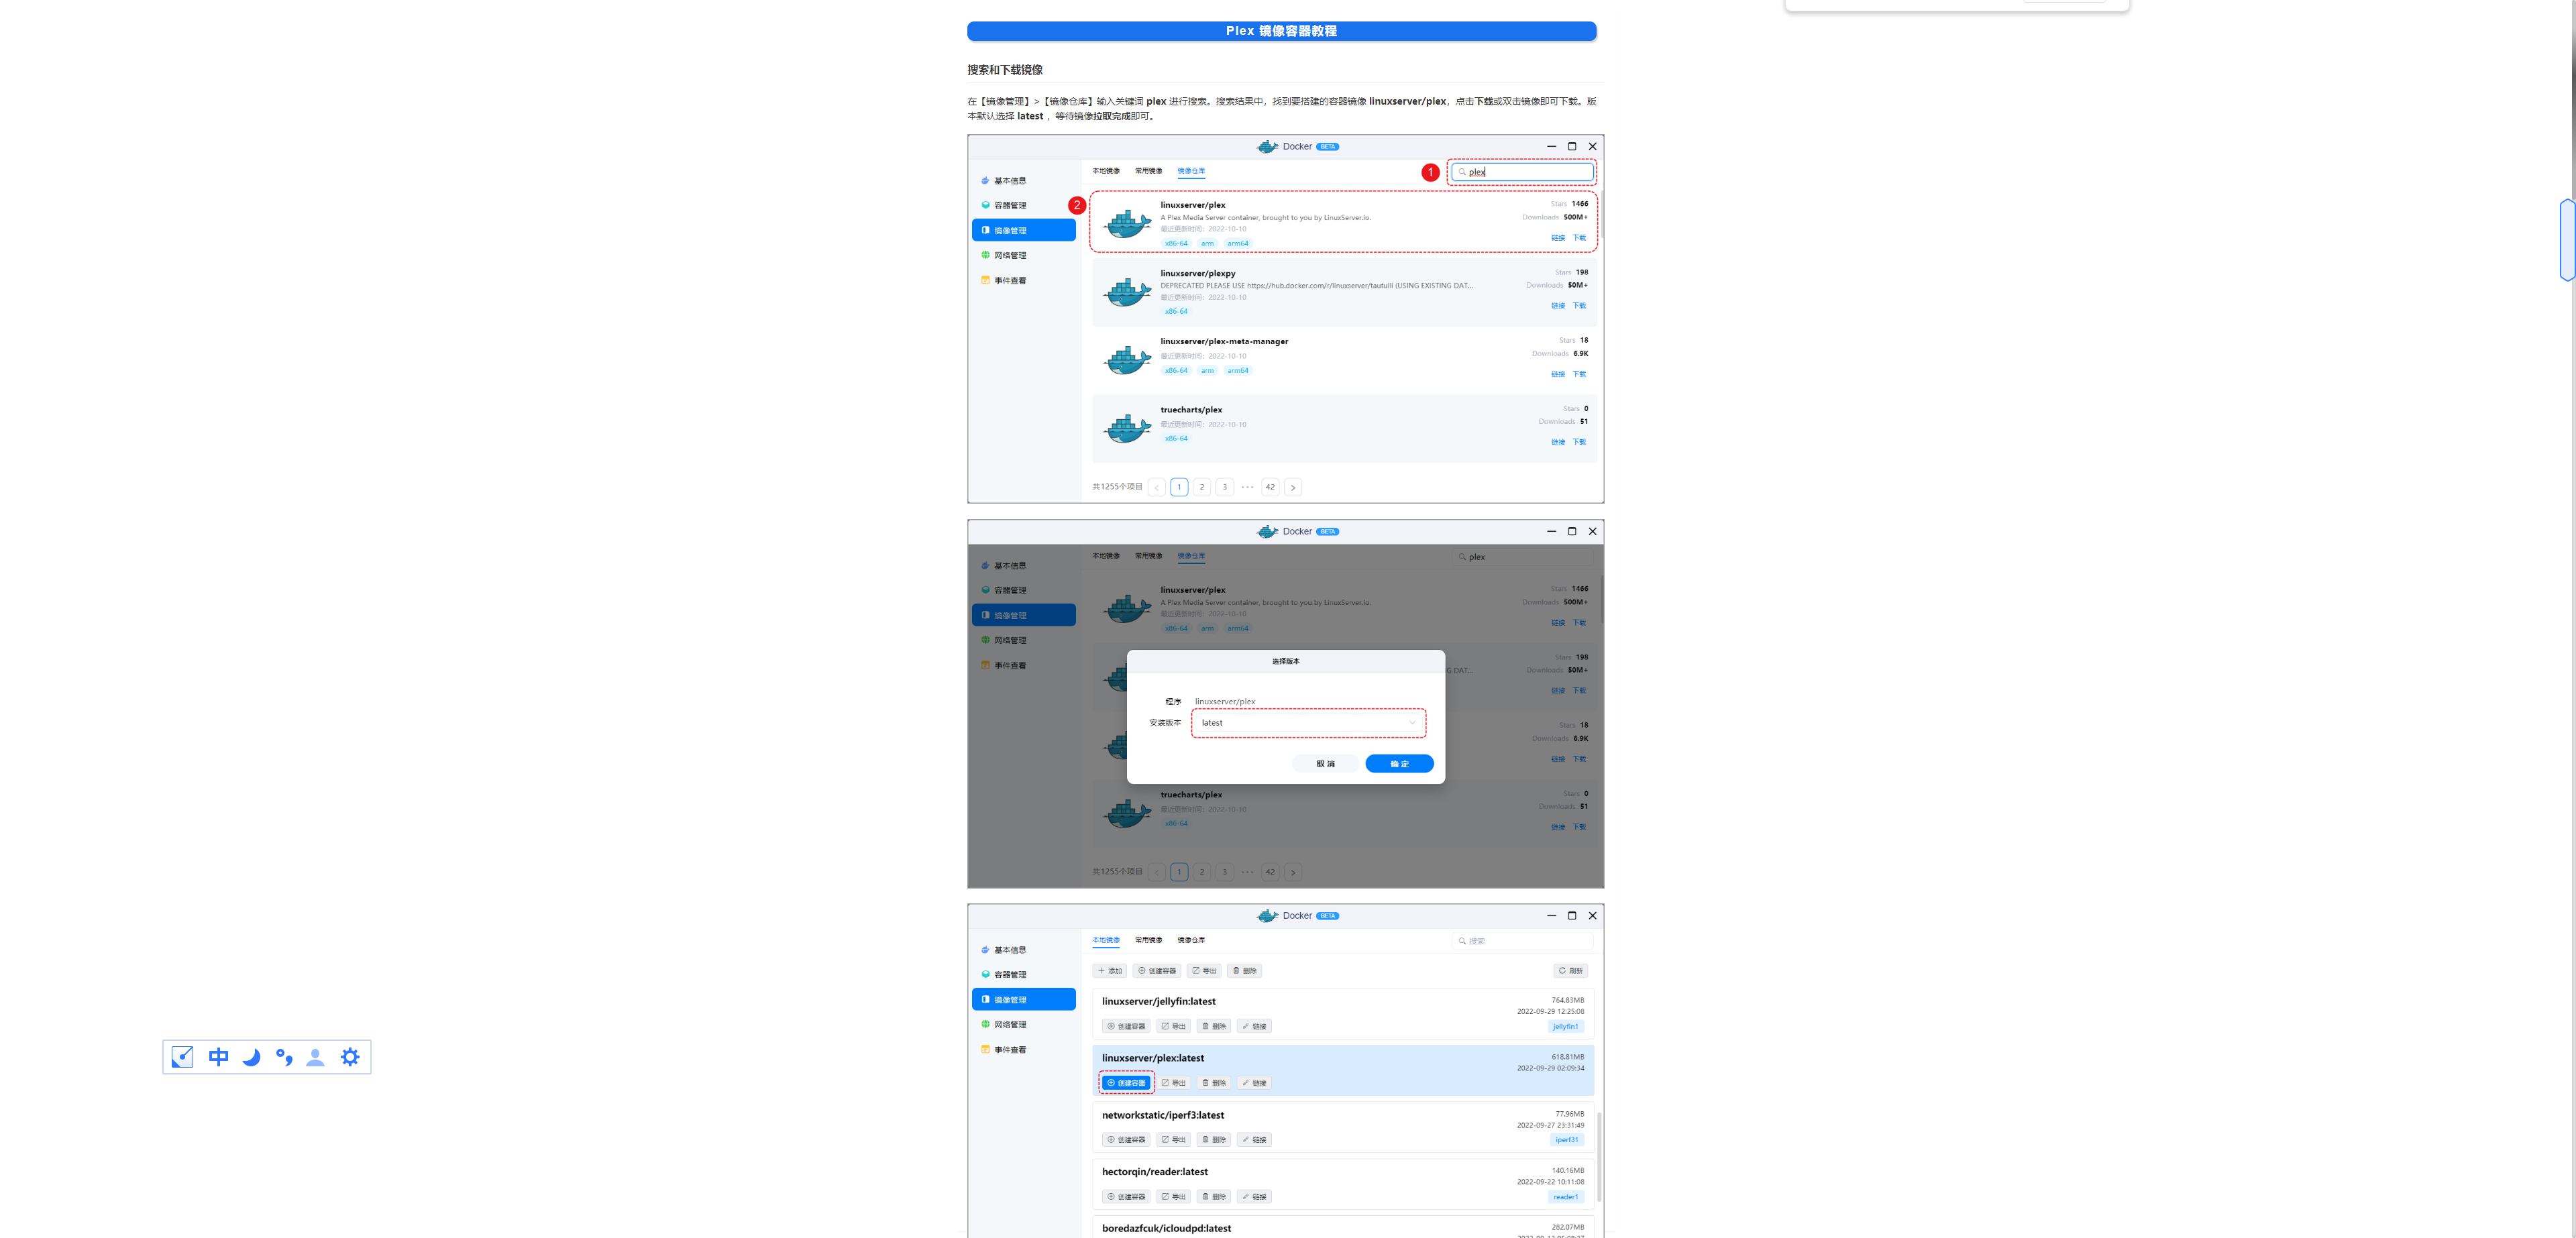 Plex 镜像容器教程
搜索和下载镜像
在【镜像管理】>【镜像仓库】输入关键词 plex 进行搜索。搜索结果中，找到要搭建的容器镜像 linuxserver/plex，点击下载或双击镜像即可下载。版
本默认选择 latest ，等待镜像拉取完成即可。
Docker BETA
本地镜像 常用镜像 镜像仓库
1
plex
基本信息
容器管理
镜像管理
网络管理
事件查看
2
linuxserver/plex
Stars 1466
A Plex Media Server container, brought to you by LinuxServer.io.
Downloads 500M+
最近更新时间：2022-10-10
x86-64 arm arm64
链接 下载
linuxserver/plexpy
Stars 198
DEPRECATED PLEASE USE https://hub.docker.com/r/linuxserver/tautulli (USING EXISTING DAT...
Downloads 50M+
最近更新时间：2022-10-10
链接 下载
x86-64
linuxserver/plex-meta-manager
Stars 18
最近更新时间：2022-10-10
Downloads 6.9K
x86-64 arm arm64
链接 下载
truecharts/plex
Stars 0
最近更新时间：2022-10-10
Downloads 51
x86-64
链接 下载
共1255个项目 < 1 2 3 ··· 42 >
Docker BETA
本地镜像 常用镜像 镜像仓库
plex
基本信息
容器管理
镜像管理
网络管理
事件查看
linuxserver/plex
Stars 1466
A Plex Media Server container, brought to you by LinuxServer.io.
Downloads 500M+
最近更新时间：2022-10-10
x86-64 arm arm64
链接 下载
Stars 198
NG DAT...
Downloads 50M+
链接 下载
Stars 18
Downloads 6.9K
链接 下载
选择版本
程序 linuxserver/plex
安装版本 latest
取消 确定
truecharts/plex
Stars 0
最近更新时间：2022-10-10
Downloads 51
x86-64
链接 下载
共1255个项目 < 1 2 3 ··· 42 >
Docker BETA
本地镜像 常用镜像 镜像仓库
搜索
基本信息
容器管理
镜像管理
网络管理
事件查看
添加 创建容器 导出 删除
刷新
linuxserver/jellyfin:latest
764.83MB
2022-09-29 12:25:08
创建容器 导出 删除 链接
jellyfin1
linuxserver/plex:latest
618.81MB
2022-09-29 02:09:34
创建容器 导出 删除 链接
networkstatic/iperf3:latest
77.96MB
2022-09-27 23:31:49
创建容器 导出 删除 链接
iperf31
hectorqin/reader:latest
140.16MB
2022-09-22 10:11:08
创建容器 导出 删除 链接
reader1
boredazfcuk/icloudpd:latest
282.07MB
中